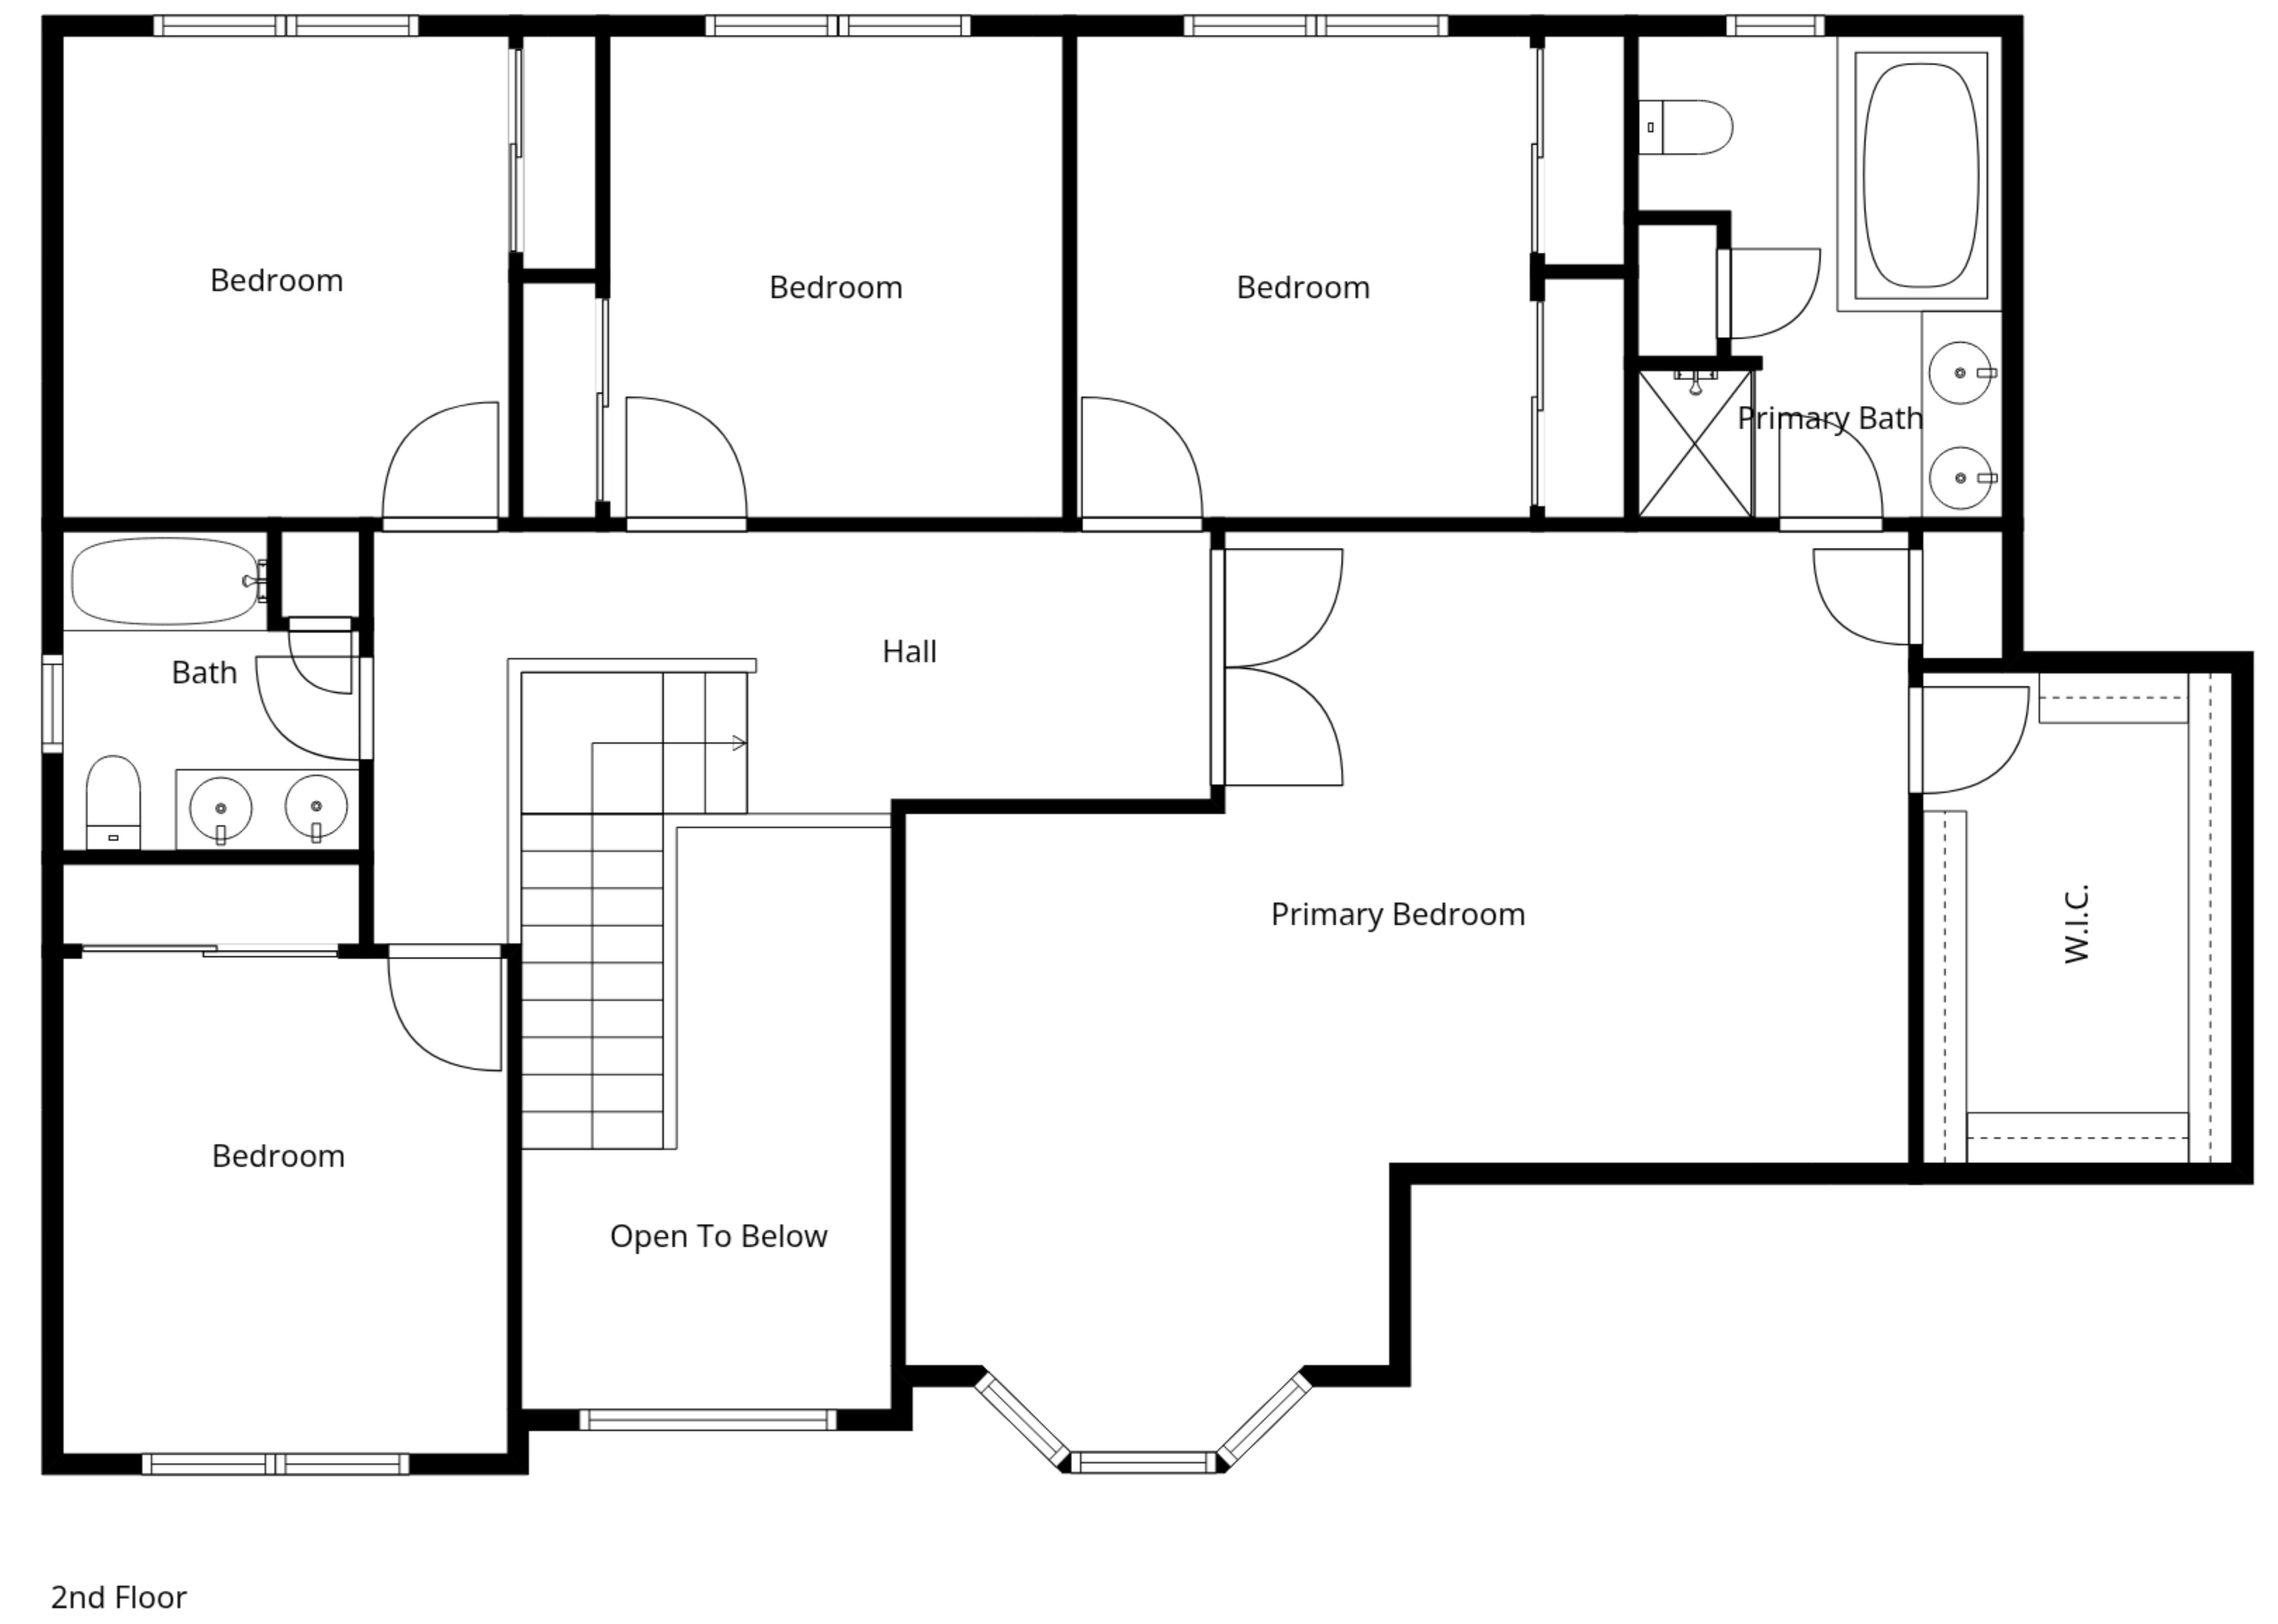 Bedroom
Bedroom
Bedroom
Primary Bath
Hall
Bath
Primary Bedroom
W.I.C.
Bedroom
Open To Below
2nd Floor